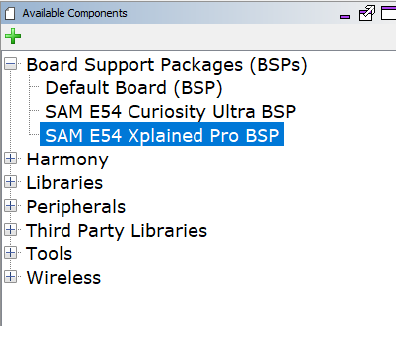 Available Components
Board Support Packages (BSPs)
Default Board (BSP)
SAM E54 Curiosity Ultra BSP
SAM E54 Xplained Pro BSP
Harmony
Libraries
Peripherals
Third Party Libraries
Tools
Wireless